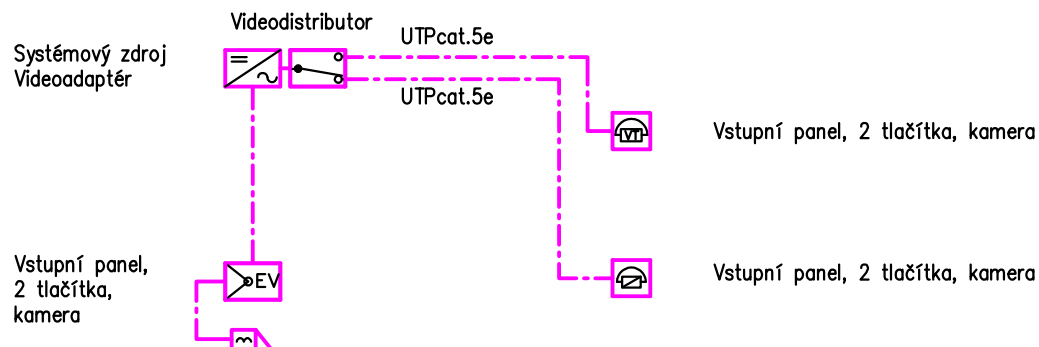 Videodistributor
UTPcat.5e
Systémový zdroj
Videoadaptér
UTPcat.5e
VT
Vstupní panel, 2 tlačítka, kamera
Vstupní panel,
2 tlačítka,
kamera
EV
Vstupní panel, 2 tlačítka, kamera